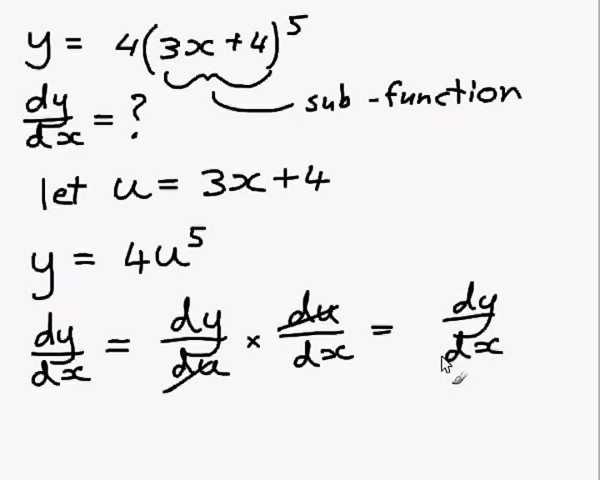 y = 4(3x+4)^5
dy/dx = ? sub-function
let u = 3x+4
y = 4u^5
dy/dx = dy/du × du/dx = dy/dx